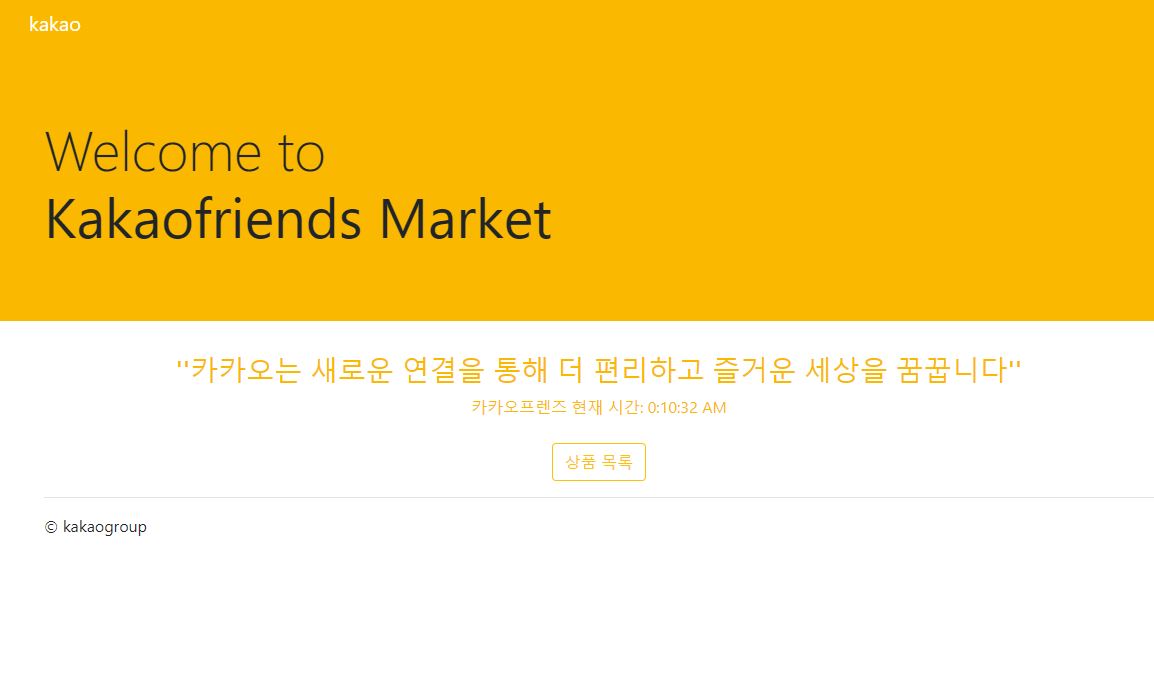 kakao
Welcome to
Kakaofriends Market
''카카오는 새로운 연결을 통해 더 편리하고 즐거운 세상을 꿈꿉니다''
카카오프렌즈 현재 시간: 0:10:32 AM
상품 목록
© kakaogroup